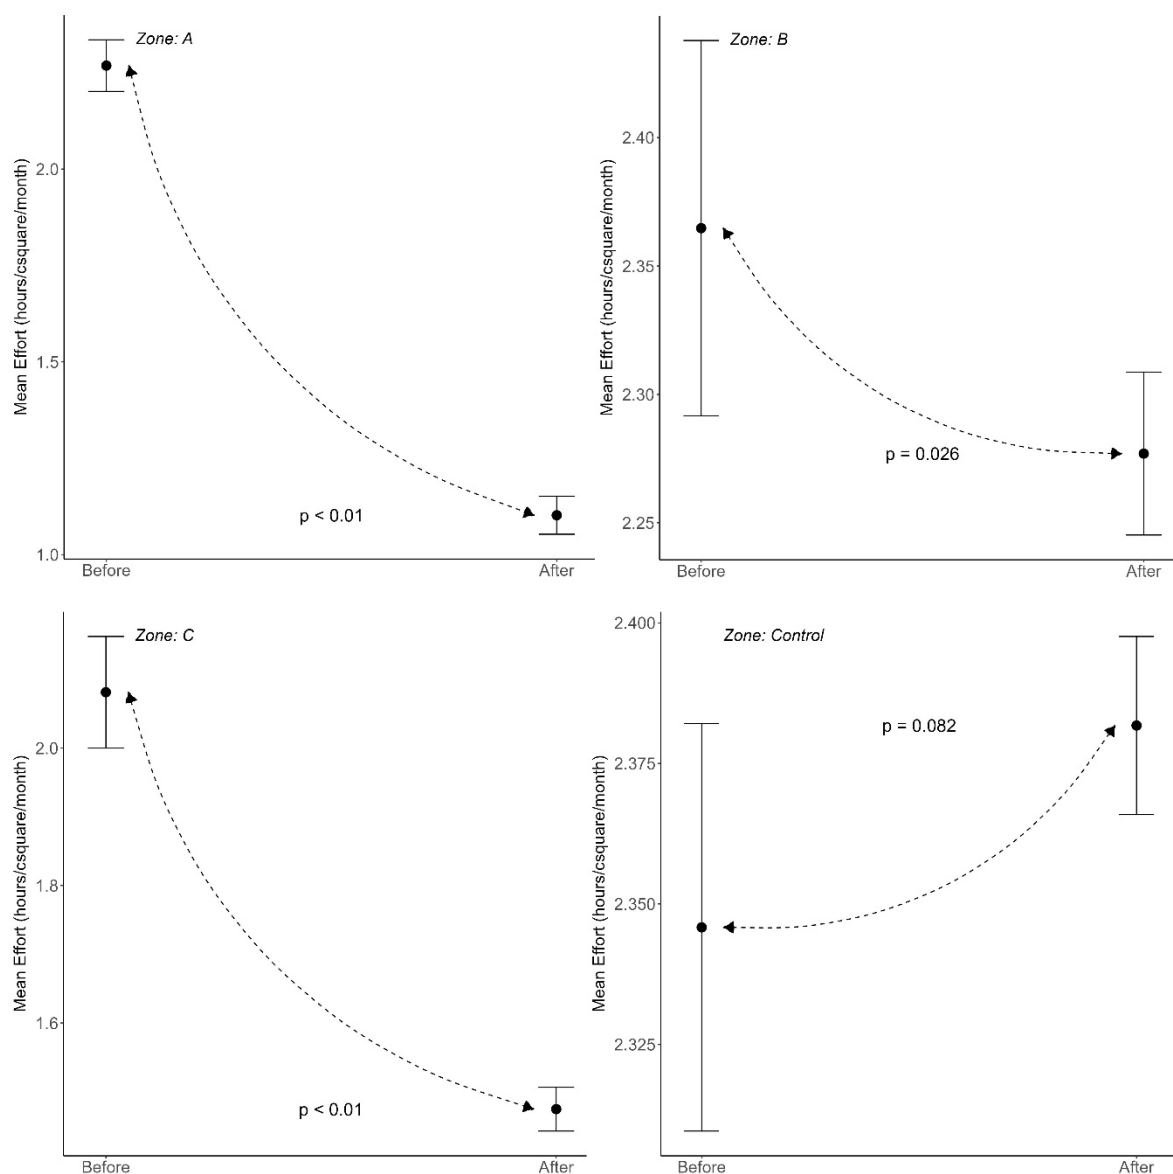 Zone: A
Mean Effort (hours/csquare/month)
2.0
1.5
1.0
p < 0.01
Before
After
Zone: B
Mean Effort (hours/csquare/month)
2.40
2.35
2.30
2.25
p = 0.026
Before
After
Zone: C
Mean Effort (hours/csquare/month)
2.0
1.8
1.6
p < 0.01
Before
After
Zone: Control
Mean Effort (hours/csquare/month)
2.400
2.375
2.350
2.325
p = 0.082
Before
After